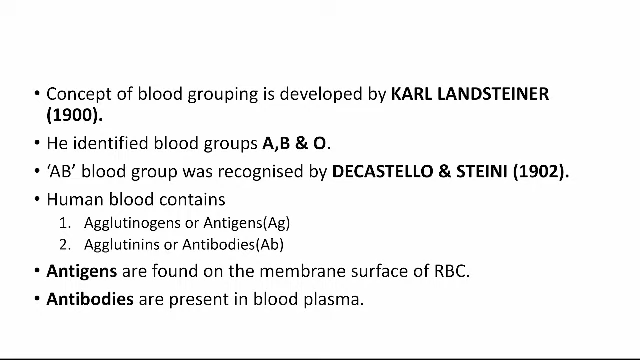 • Concept of blood grouping is developed by KARL LANDSTEINER
(1900).
• He identified blood groups A,B & O.
• ‘AB’ blood group was recognised by DECASTELLO & STEINI (1902).
• Human blood contains
1. Agglutinogens or Antigens(Ag)
2. Agglutinins or Antibodies(Ab)
• Antigens are found on the membrane surface of RBC.
• Antibodies are present in blood plasma.